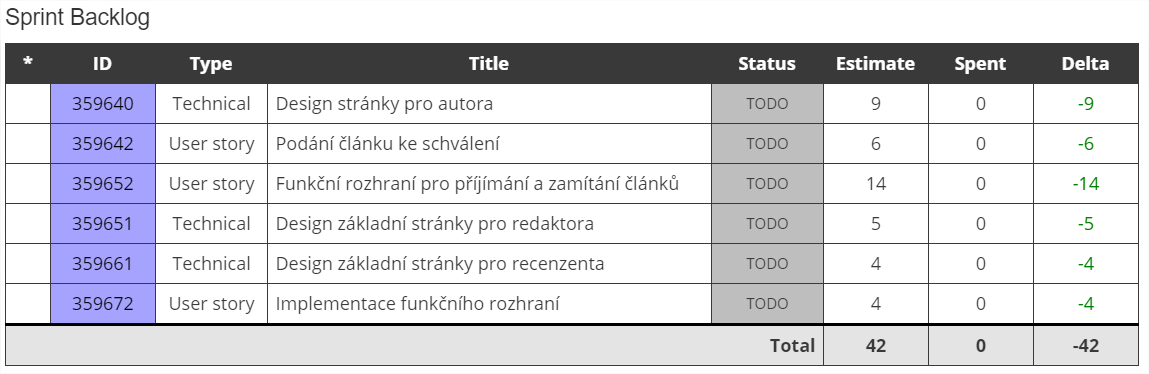 Sprint Backlog
* ID Type Title Status Estimate Spent Delta
359640 Technical Design stránky pro autora TODO 9 0 -9
359642 User story Podání článku ke schválení TODO 6 0 -6
359652 User story Funkční rozhraní pro příjímání a zamítání článků TODO 14 0 -14
359651 Technical Design základní stránky pro redaktora TODO 5 0 -5
359661 Technical Design základní stránky pro recenzenta TODO 4 0 -4
359672 User story Implementace funkčního rozhraní TODO 4 0 -4
Total 42 0 -42